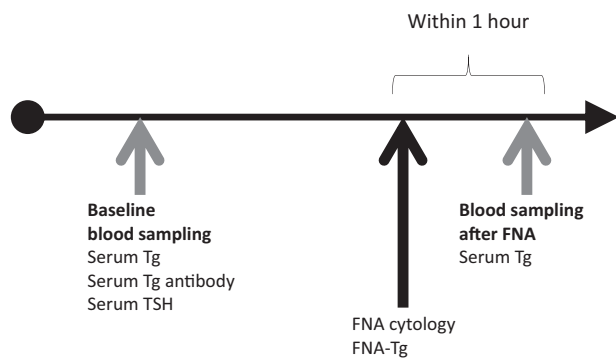 Within 1 hour
Baseline
blood sampling
Serum Tg
Serum Tg antibody
Serum TSH
FNA cytology
FNA-Tg
Blood sampling
after FNA
Serum Tg